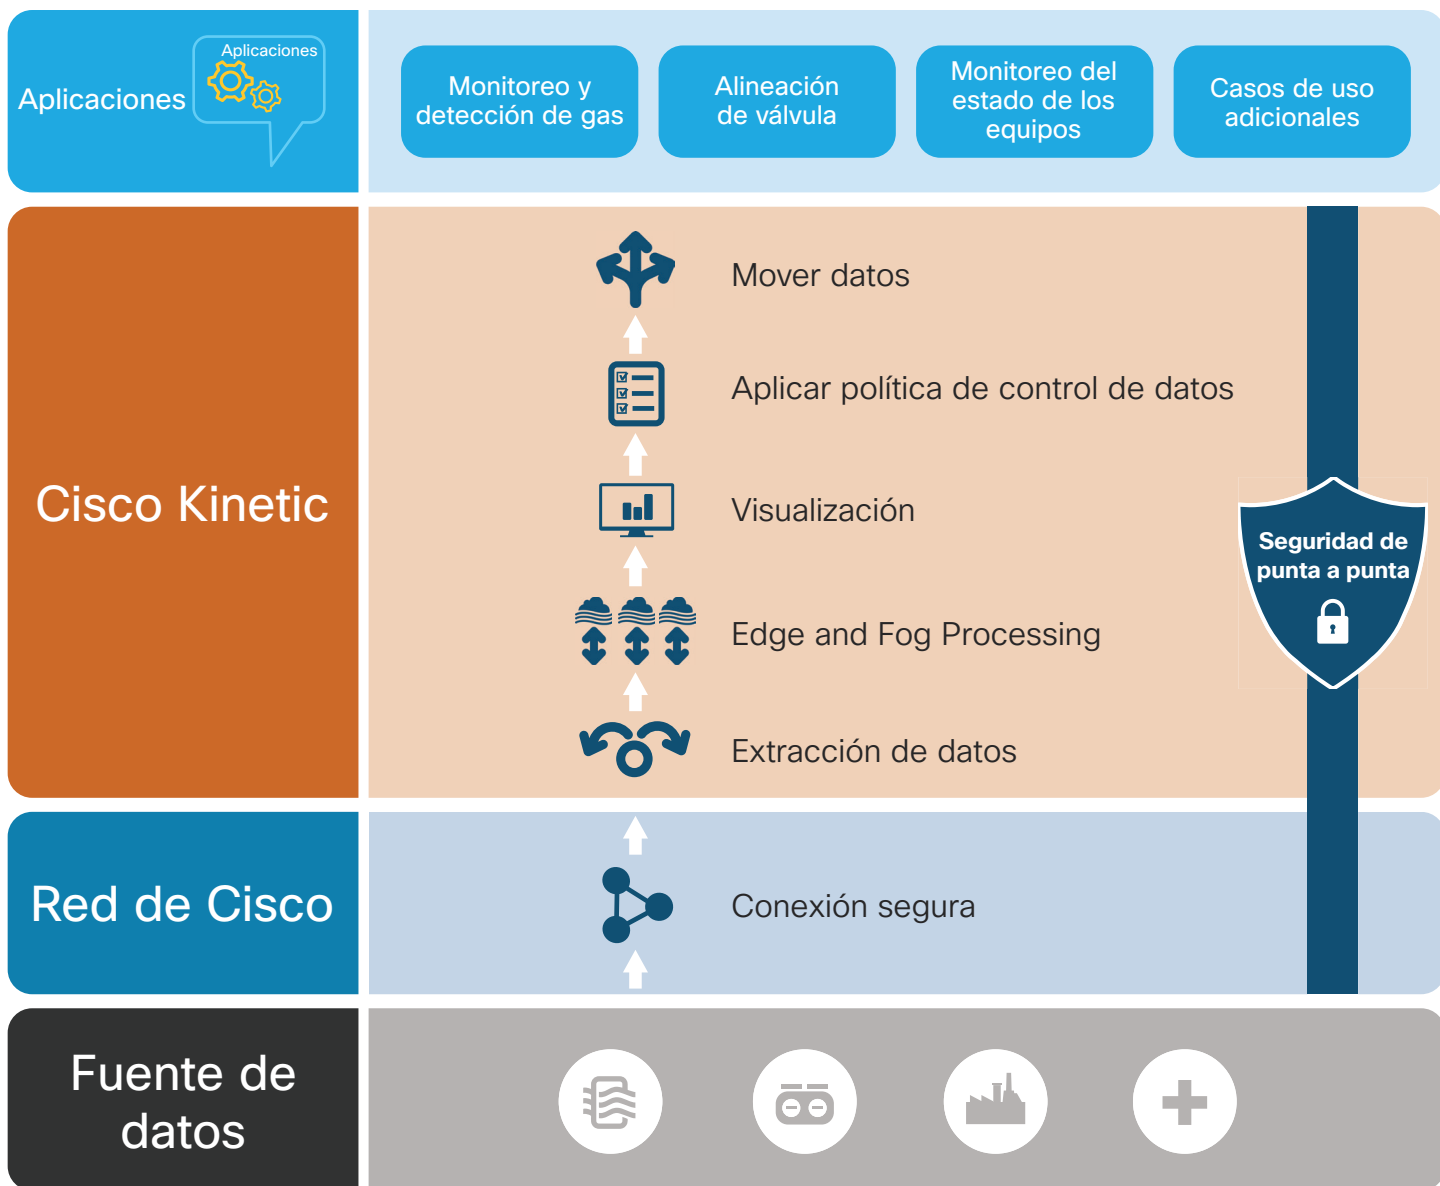 Aplicaciones
Aplicaciones
Monitoreo y
detección de gas
Alineación
de válvula
Monitoreo del
estado de los
equipos
Casos de uso
adicionales
Cisco Kinetic
Mover datos
Aplicar política de control de datos
Visualización
Edge and Fog Processing
Extracción de datos
Seguridad de
punta a punta
Red de Cisco
Conexión segura
Fuente de
datos